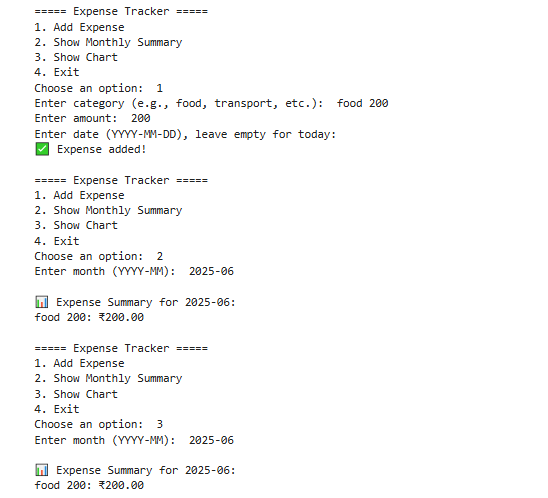 ===== Expense Tracker =====
1. Add Expense
2. Show Monthly Summary
3. Show Chart
4. Exit
Choose an option:  1
Enter category (e.g., food, transport, etc.):  food 200
Enter amount:  200
Enter date (YYYY-MM-DD), leave empty for today:
✅ Expense added!

===== Expense Tracker =====
1. Add Expense
2. Show Monthly Summary
3. Show Chart
4. Exit
Choose an option:  2
Enter month (YYYY-MM):  2025-06

📊 Expense Summary for 2025-06:
food 200: ₹200.00

===== Expense Tracker =====
1. Add Expense
2. Show Monthly Summary
3. Show Chart
4. Exit
Choose an option:  3
Enter month (YYYY-MM):  2025-06

📊 Expense Summary for 2025-06:
food 200: ₹200.00